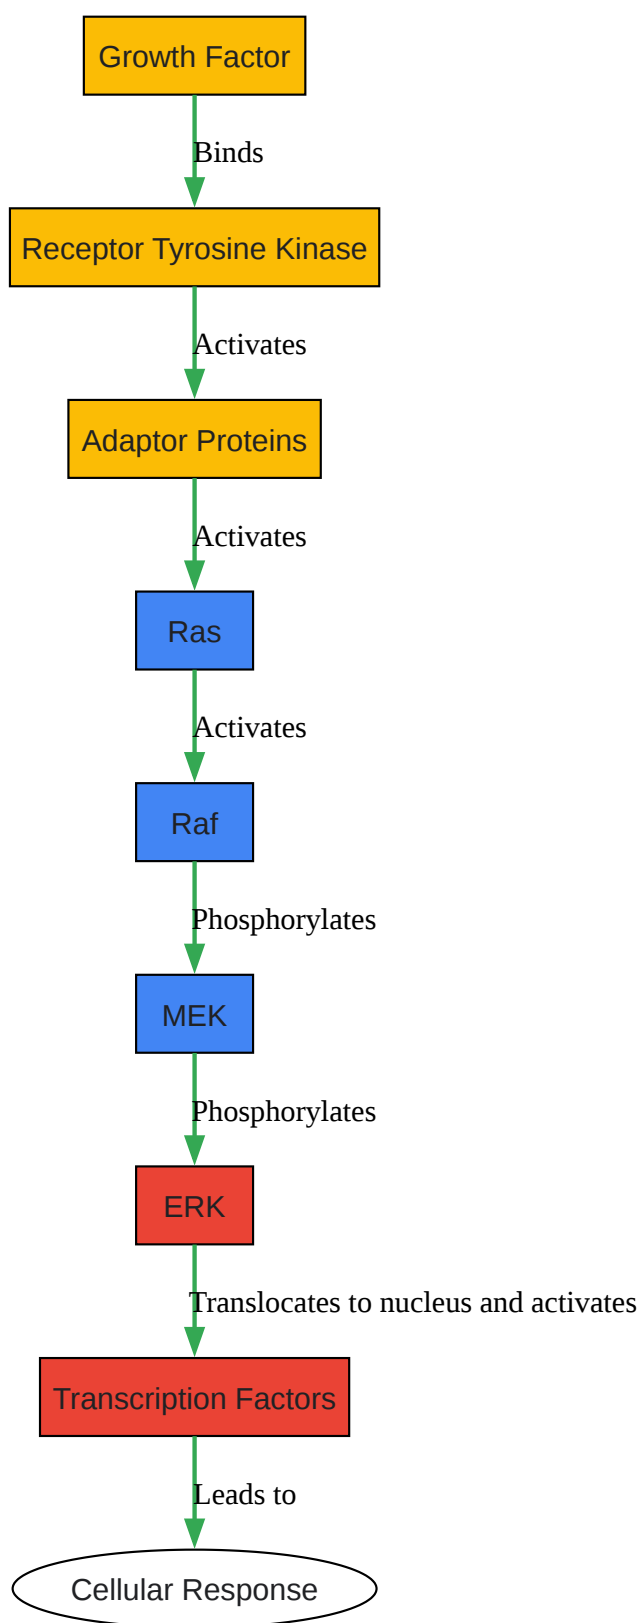 Growth Factor
Binds
Receptor Tyrosine Kinase
Activates
Adaptor Proteins
Activates
Ras
Activates
Raf
Phosphorylates
MEK
Phosphorylates
ERK
Translocates to nucleus and activates
Transcription Factors
Leads to
Cellular Response